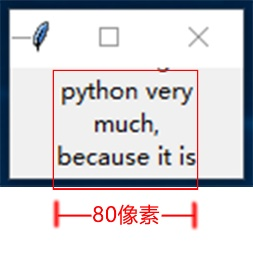 python very
much,
because it is
80像素